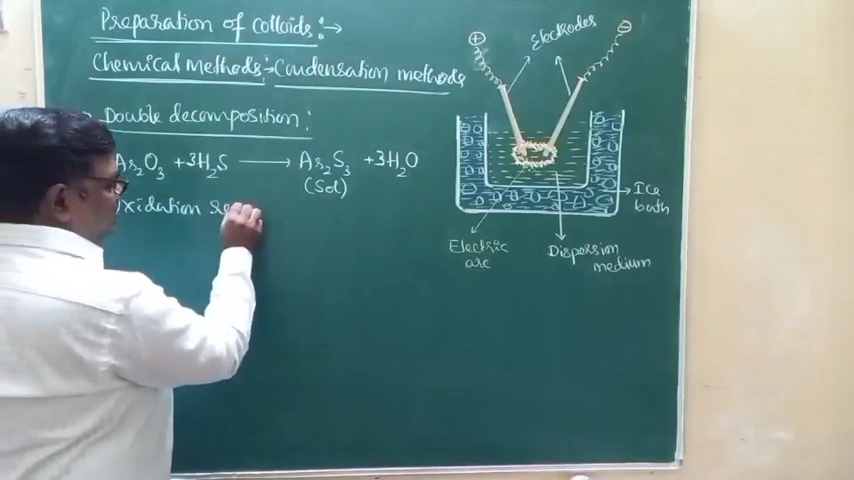 Preparation of Colloids:→
Chemical methods:-Condensation methods
Double decomposition:
As₂O₃ +3H₂S ⟶ As₂S₃ +3H₂O
(Sol)
Oxidation
+
−
Electrodes
Ice
bath
Electric
arc
Dispersion
medium